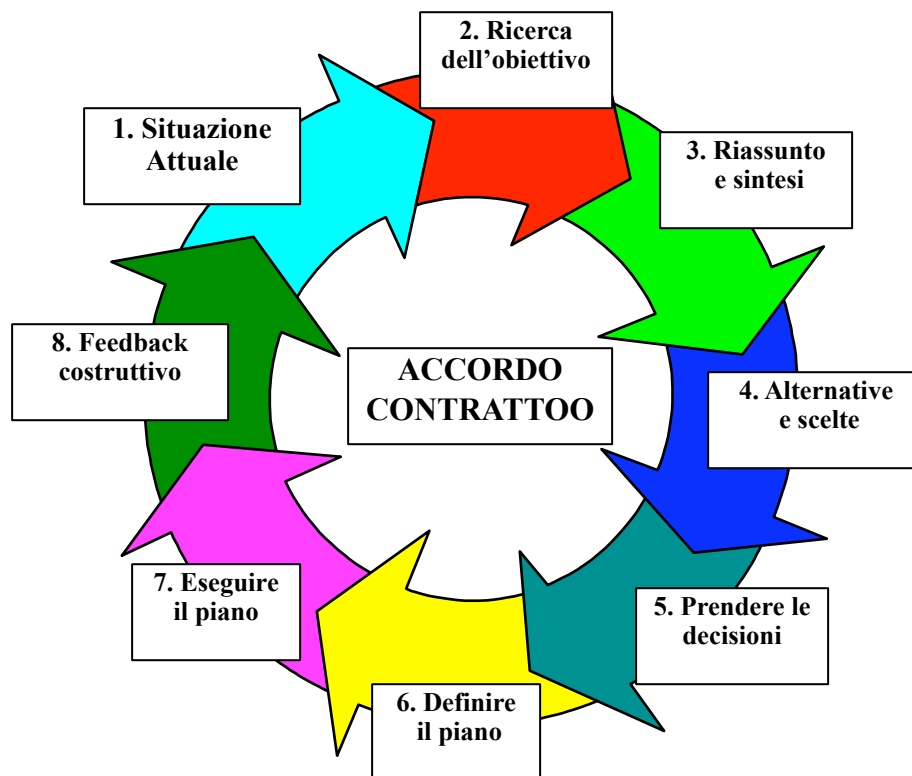 1. Situazione
Attuale
2. Ricerca
dell’obiettivo
3. Riassunto
e sintesi
4. Alternative
e scelte
5. Prendere le
decisioni
6. Definire
il piano
7. Eseguire
il piano
8. Feedback
costruttivo
ACCORDO
CONTRATTOO